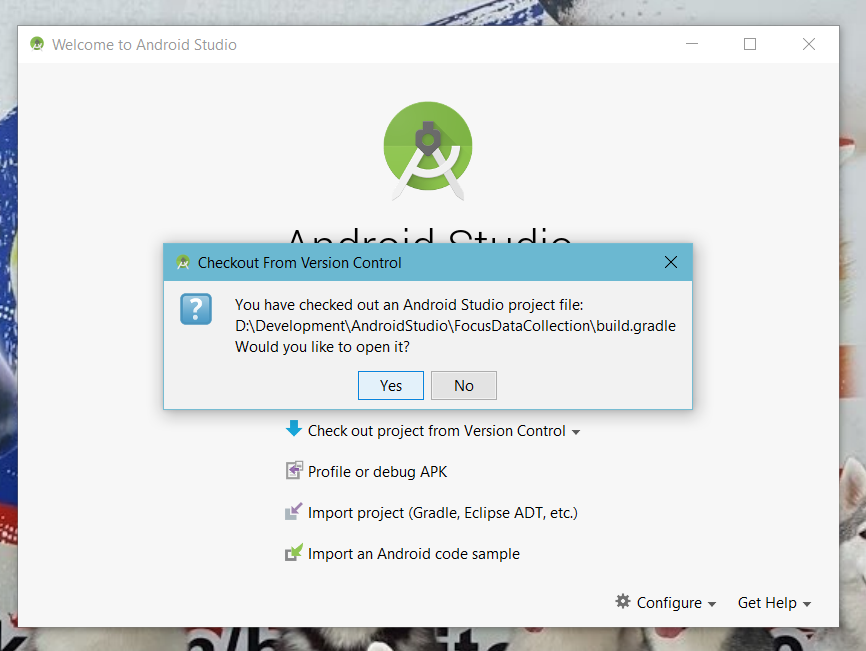 Welcome to Android Studio
Android Studio
Checkout From Version Control
You have checked out an Android Studio project file:
D:\Development\AndroidStudio\FocusDataCollection\build.gradle
Would you like to open it?
Yes
No
Check out project from Version Control
Profile or debug APK
Import project (Gradle, Eclipse ADT, etc.)
Import an Android code sample
Configure
Get Help